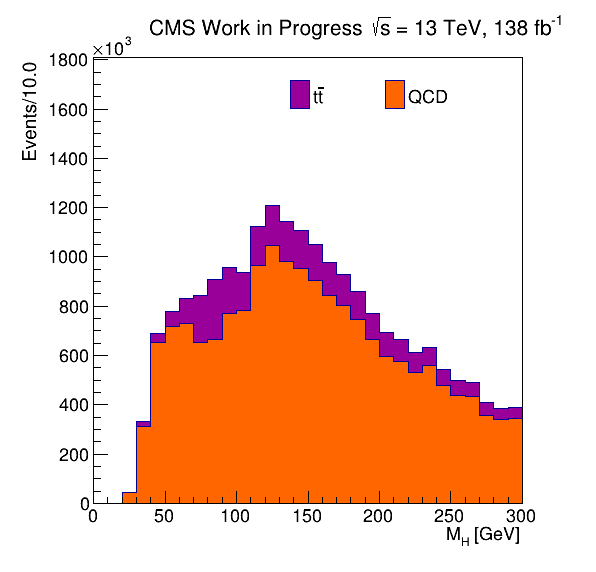 CMS Work in Progress √s = 13 TeV, 138 fb⁻¹
×10³
Events/10.0
1800
1600
1400
1200
1000
800
600
400
200
0
tt̄
QCD
0 50 100 150 200 250 300
M_H [GeV]